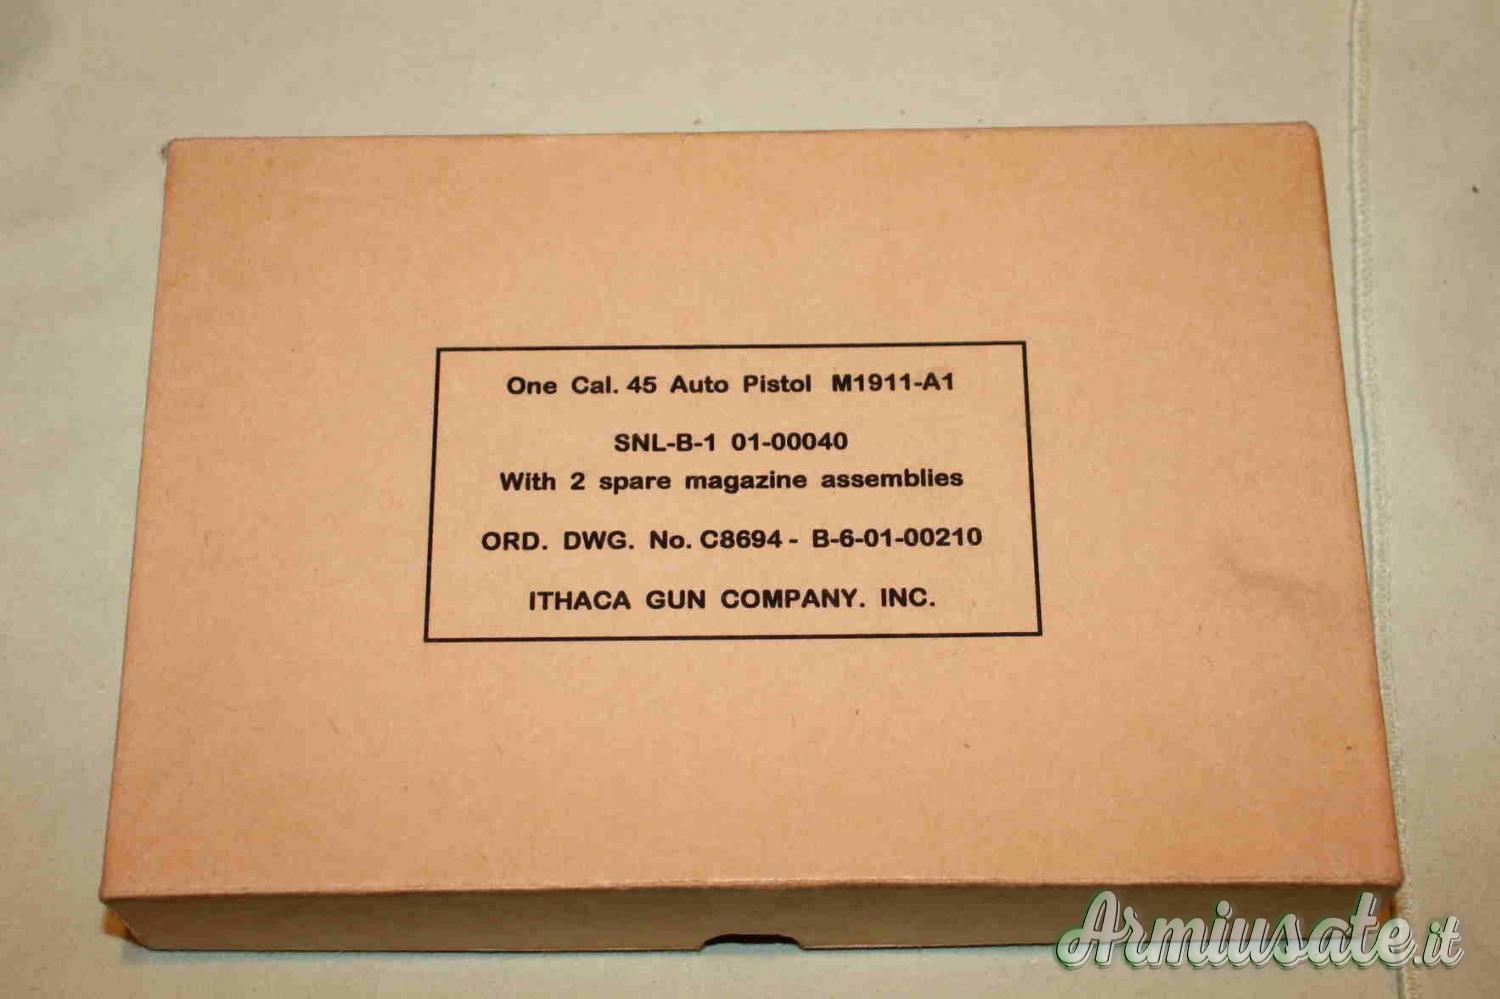 One Cal. 45 Auto Pistol M1911-A1
SNL-B-1 01-00040
With 2 spare magazine assemblies
ORD. DWG. No. C8694 - B-6-01-00210
ITHACA GUN COMPANY. INC.
Armiusate.it